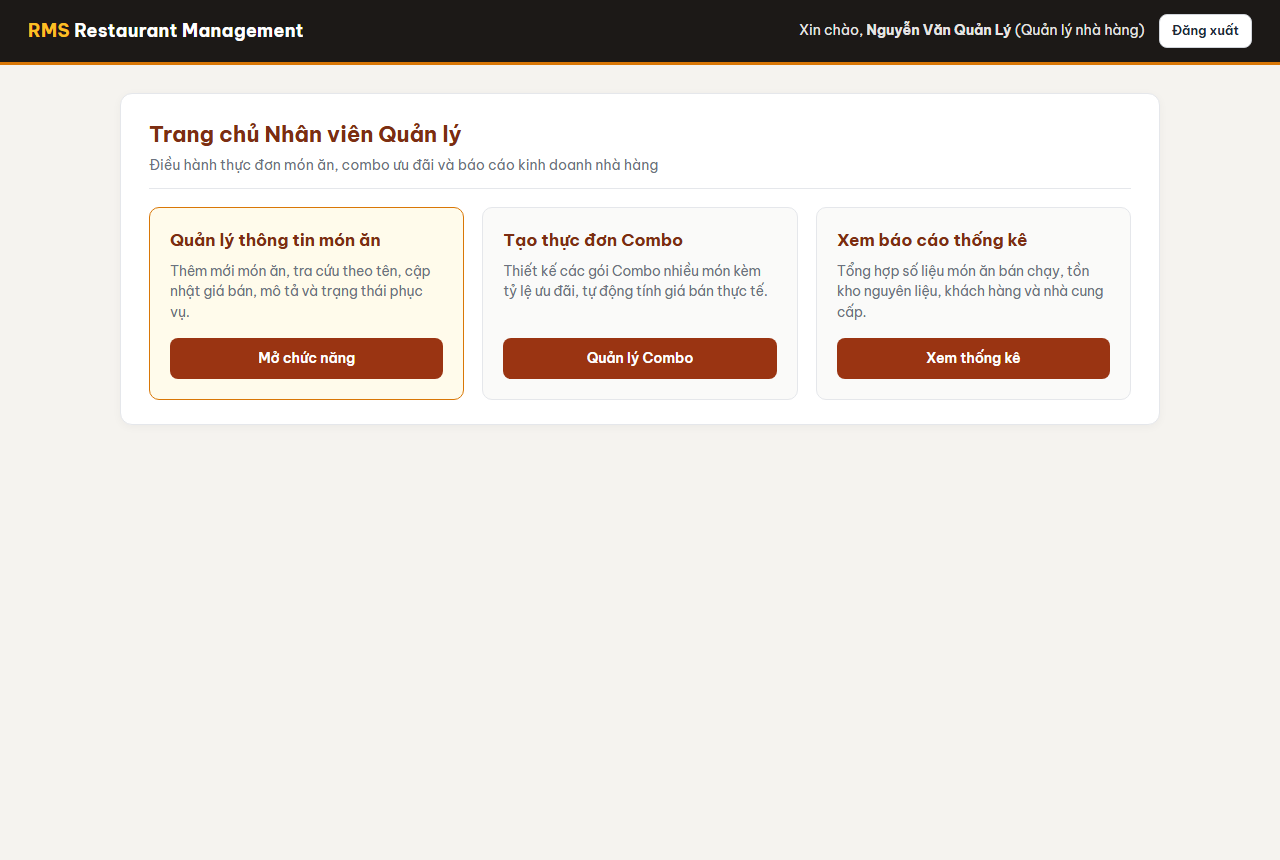 RMS Restaurant Management
Xin chào, Nguyễn Văn Quản Lý (Quản lý nhà hàng)
Đăng xuất
Trang chủ Nhân viên Quản lý
Điều hành thực đơn món ăn, combo ưu đãi và báo cáo kinh doanh nhà hàng
Quản lý thông tin món ăn
Thêm mới món ăn, tra cứu theo tên, cập
nhật giá bán, mô tả và trạng thái phục
vụ.
Mở chức năng
Tạo thực đơn Combo
Thiết kế các gói Combo nhiều món kèm
tỷ lệ ưu đãi, tự động tính giá bán thực tế.
Quản lý Combo
Xem báo cáo thống kê
Tổng hợp số liệu món ăn bán chạy, tồn
kho nguyên liệu, khách hàng và nhà cung
cấp.
Xem thống kê